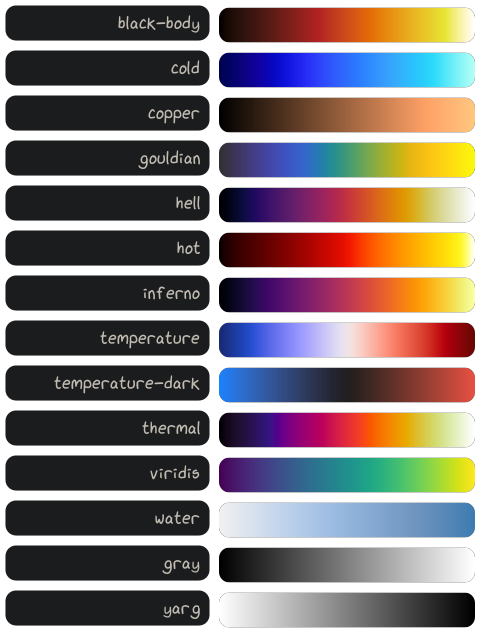 black-body
cold
copper
gouldian
hell
hot
inferno
temperature
temperature-dark
thermal
viridis
water
gray
yarg